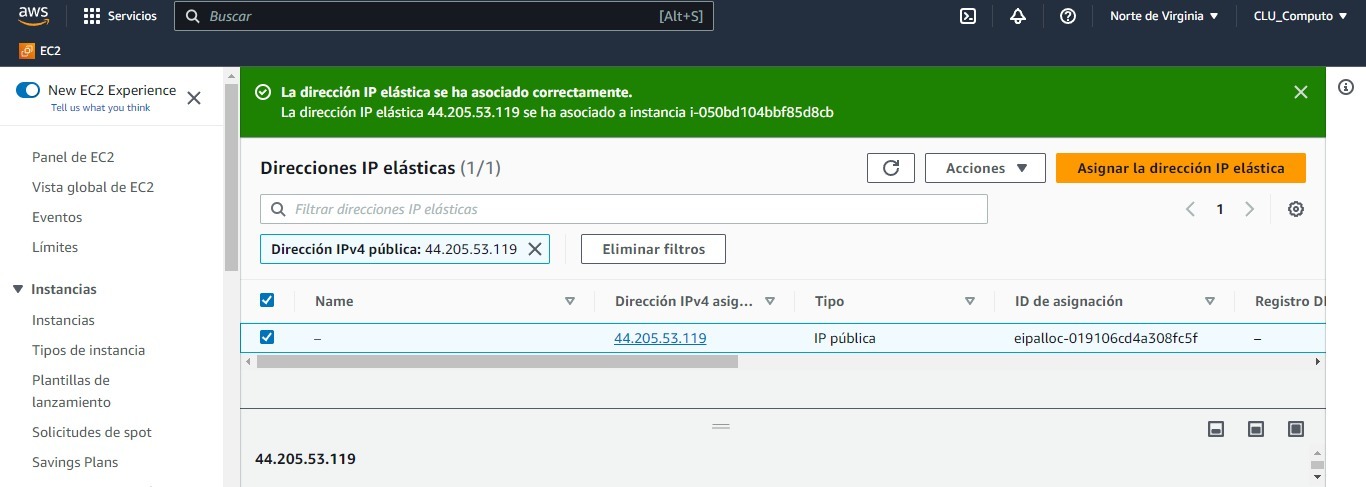 aws
Servicios
Buscar
[Alt+S]
Norte de Virginia
CLU_Computo
EC2
New EC2 Experience
Tell us what you think
Panel de EC2
Vista global de EC2
Eventos
Límites
Instancias
Instancias
Tipos de instancia
Plantillas de
lanzamiento
Solicitudes de spot
Savings Plans
La dirección IP elástica se ha asociado correctamente.
La dirección IP elástica 44.205.53.119 se ha asociado a instancia i-050bd104bbf85d8cb
Direcciones IP elásticas (1/1)
Acciones
Asignar la dirección IP elástica
Filtrar direcciones IP elásticas
1
Dirección IPv4 pública: 44.205.53.119
Eliminar filtros
Name
Dirección IPv4 asig...
Tipo
ID de asignación
Registro
–
44.205.53.119
IP pública
eipalloc-019106cd4a308fc5f
–
44.205.53.119